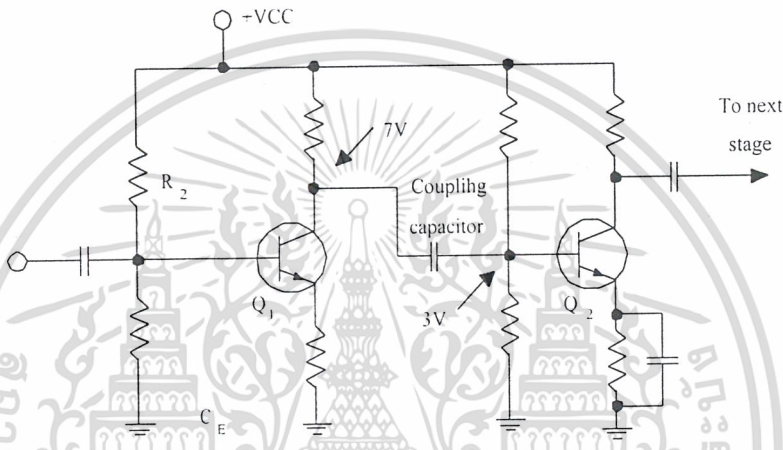 +VCC
To next
stage
7V
R 2
Couplihg
capacitor
Q 1
3V
Q 2
C E